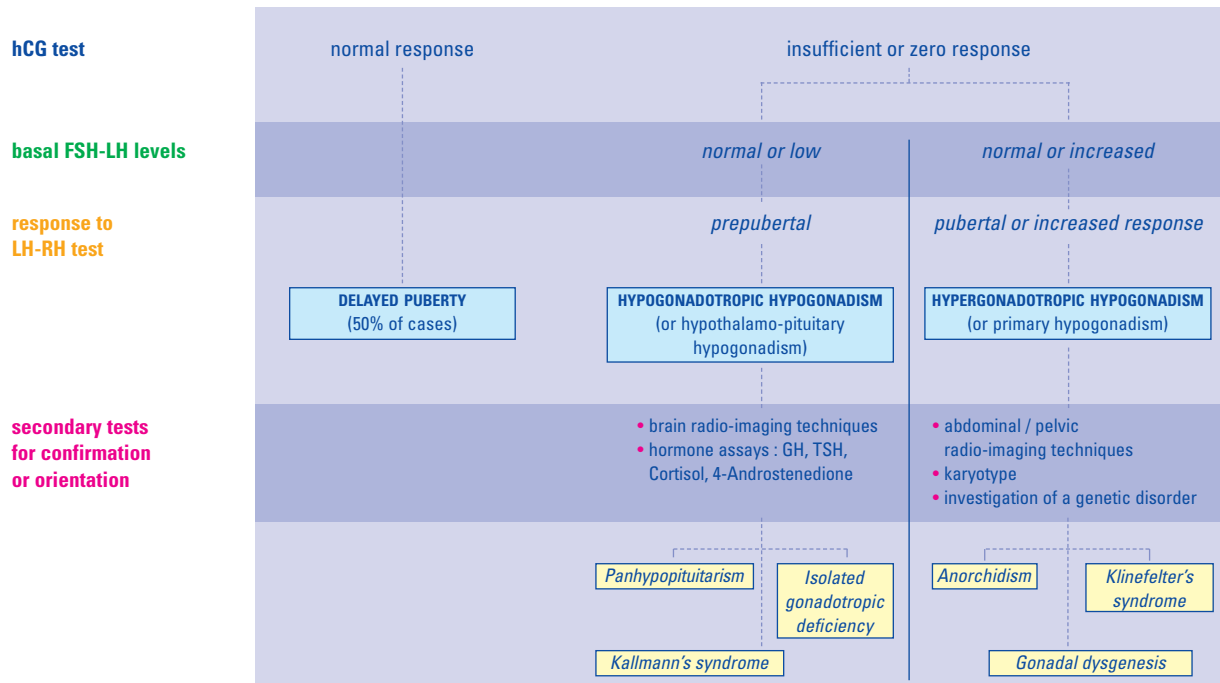 hCG test
normal response
insufficient or zero response
basal FSH-LH levels
normal or low
normal or increased
response to
LH-RH test
prepubertal
pubertal or increased response
DELAYED PUBERTY
(50% of cases)
HYPOGONADOTROPIC HYPOGONADISM
(or hypothalamo-pituitary
hypogonadism)
HYPERGONADOTROPIC HYPOGONADISM
(or primary hypogonadism)
secondary tests
for confirmation
or orientation
• brain radio-imaging techniques
• hormone assays : GH, TSH,
Cortisol, 4-Androstenedione
• abdominal / pelvic
radio-imaging techniques
• karyotype
• investigation of a genetic disorder
Panhypopituitarism
Isolated
gonadotropic
deficiency
Kallmann's syndrome
Anorchidism
Klinefelter's
syndrome
Gonadal dysgenesis